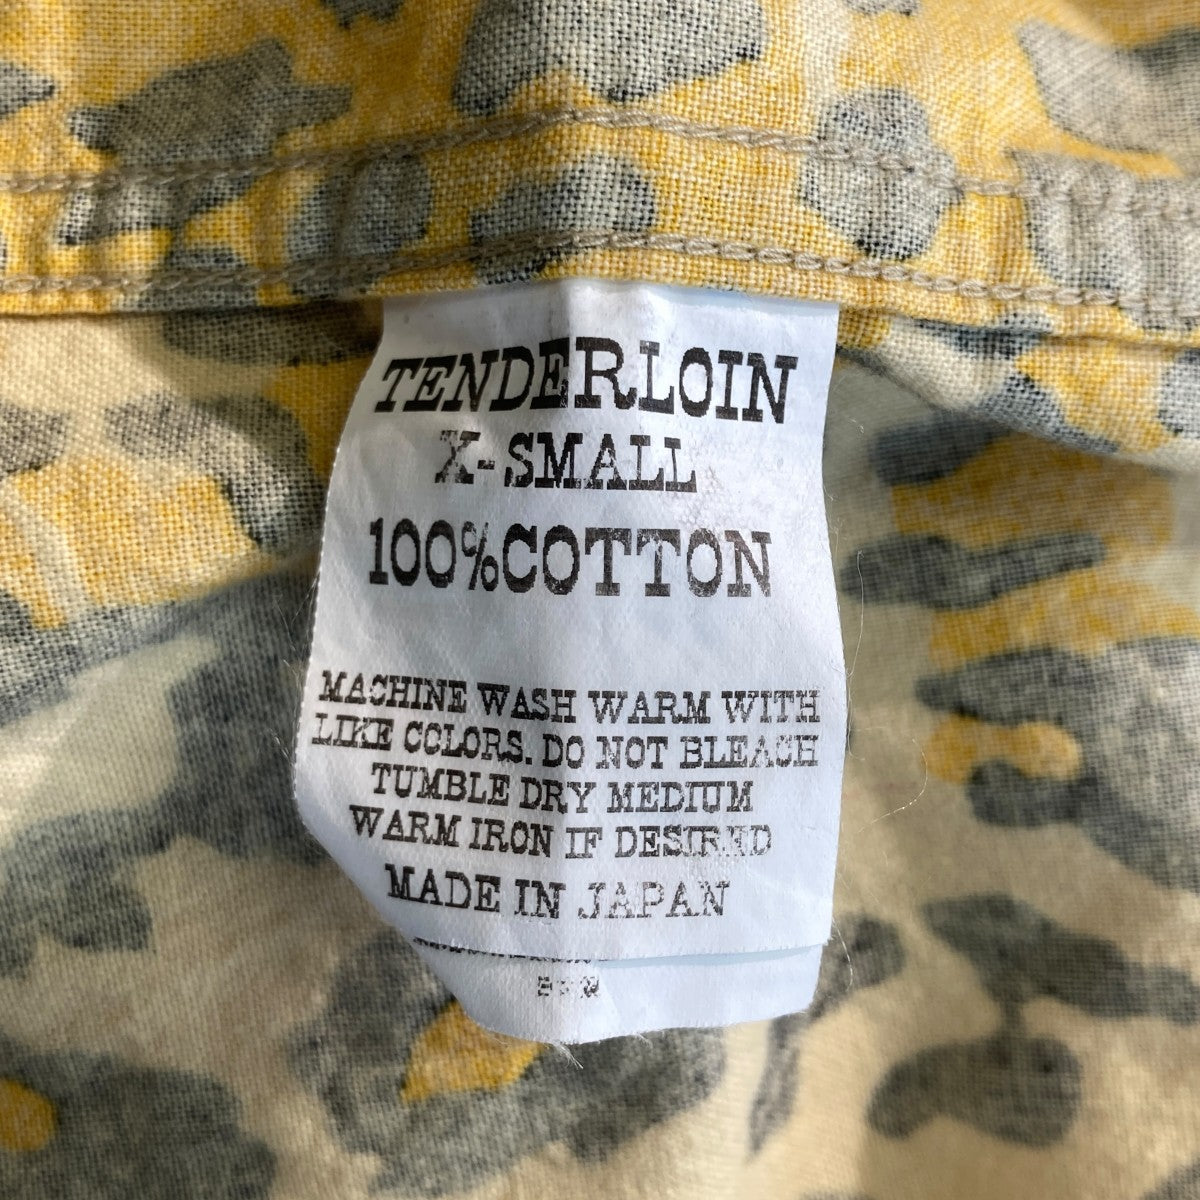 TENDERLOIN
X-SMALL
100%COTTON
MACHINE WASH WARM WITH
LIKE COLORS. DO NOT BLEACH
TUMBLE DRY MEDIUM
WARM IRON IF DESIRED
MADE IN JAPAN